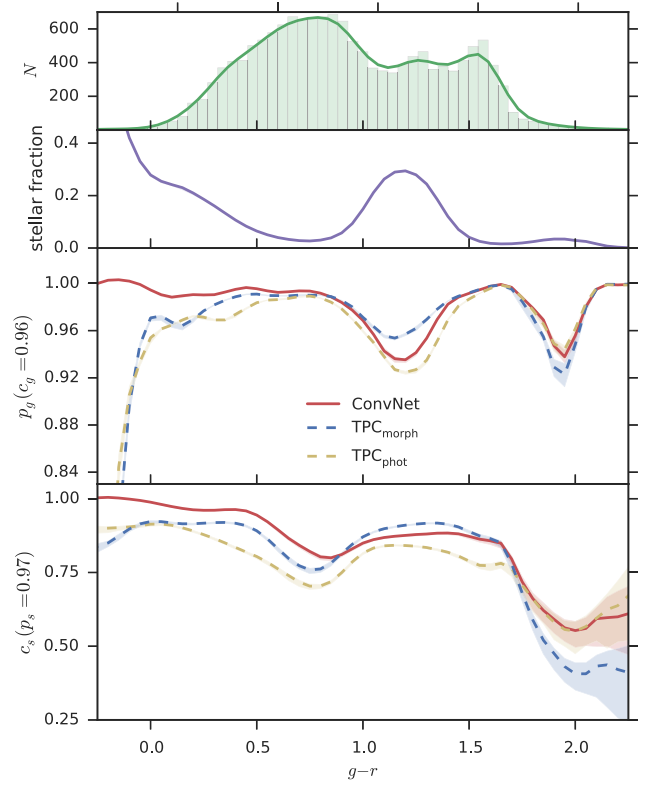 600
400
200
N
0.4
0.2
0.0
stellar fraction
1.00
0.96
0.92
0.88
0.84
p_g (c_g = 0.96)
ConvNet
TPC_morph
TPC_phot
1.00
0.75
0.50
0.25
c_s (p_s = 0.97)
0.0 0.5 1.0 1.5 2.0
g−r